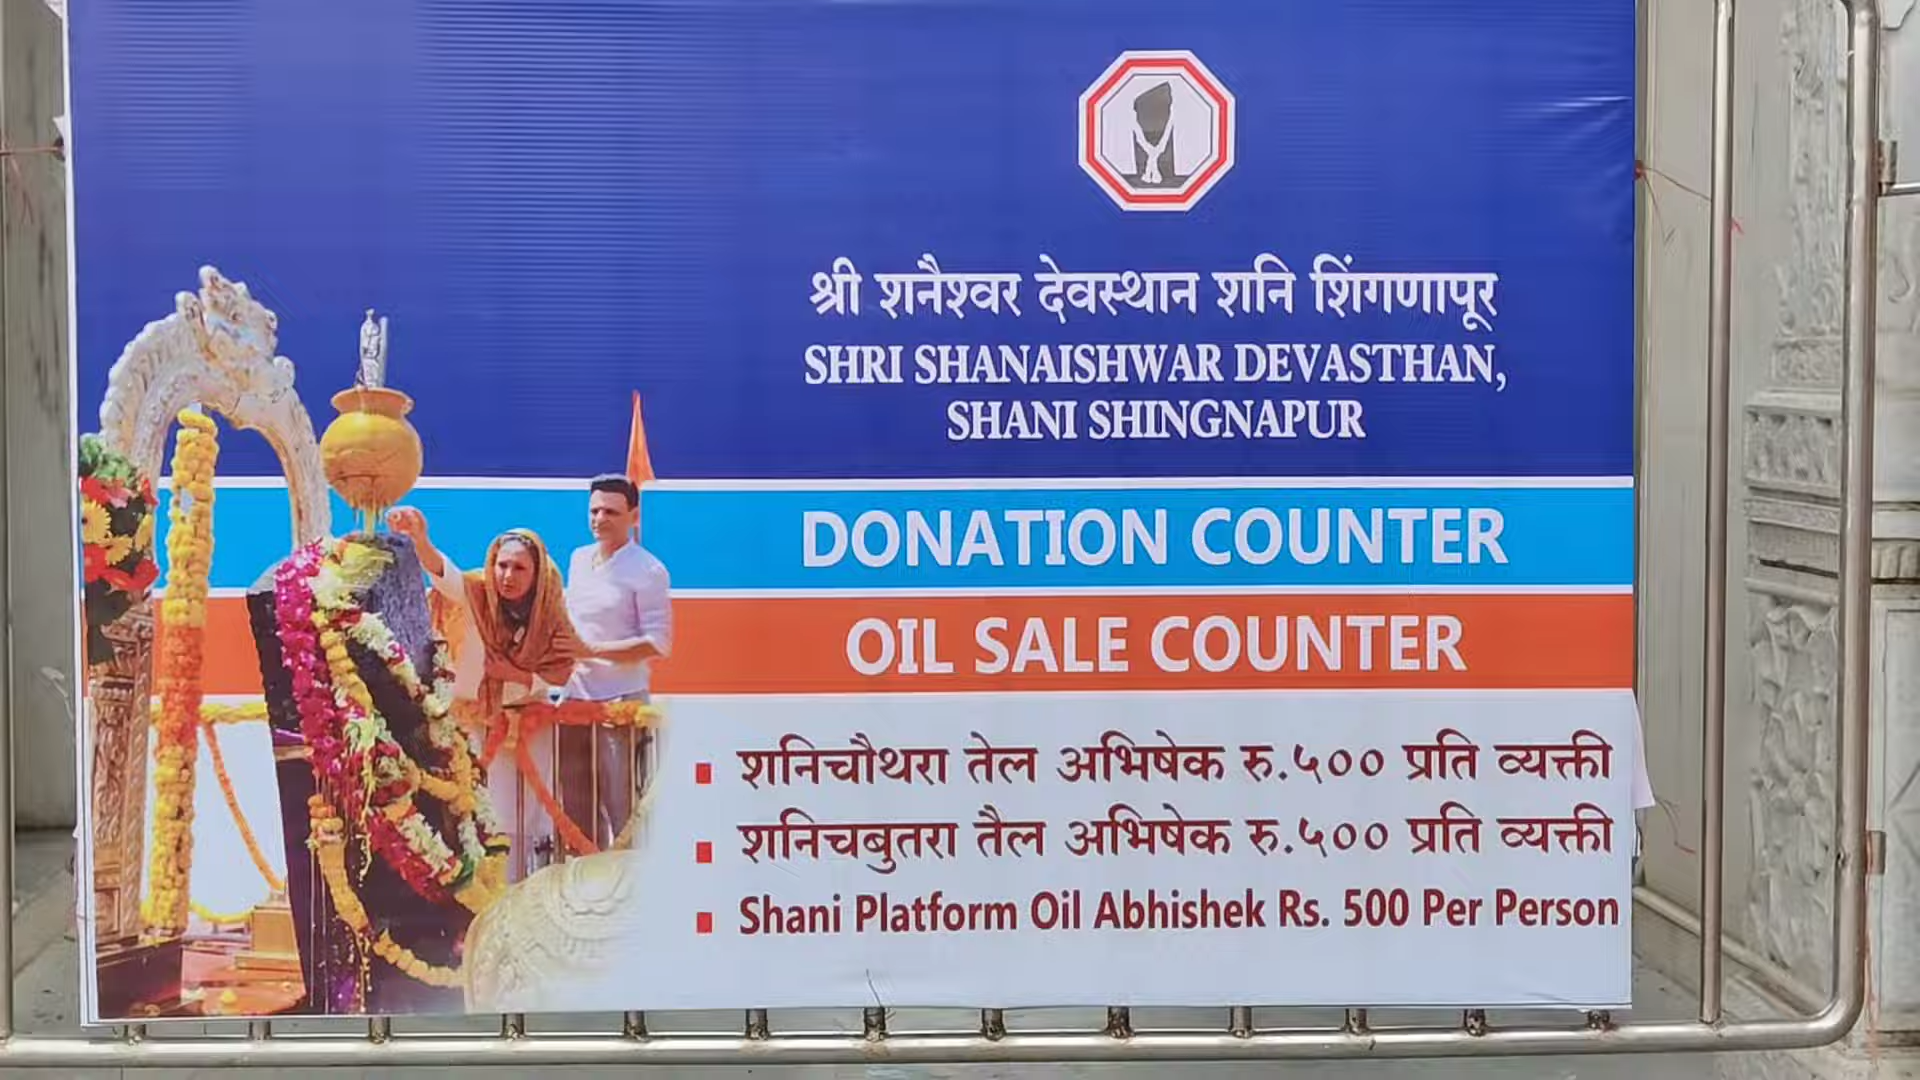 श्री शनैश्वर देवस्थान शनि शिंगणापूर
SHRI SHANAISHWAR DEVASTHAN,
SHANI SHINGNAPUR
DONATION COUNTER
OIL SALE COUNTER
शनिचौथरा तेल अभिषेक रु.५०० प्रति व्यक्ती
शनिचबुतरा तैल अभिषेक रु.५०० प्रति व्यक्ती
Shani Platform Oil Abhishek Rs. 500 Per Person